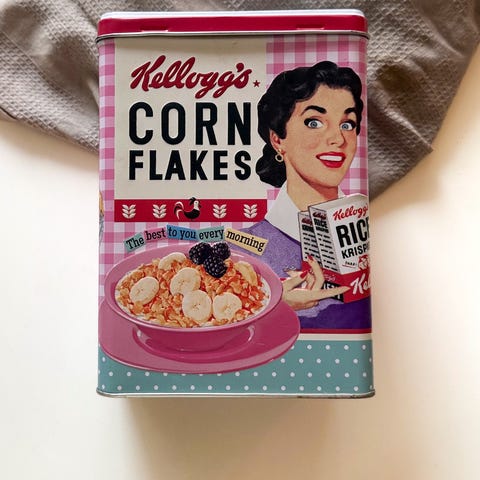 Kellogg's
CORN
FLAKES
The best to you every morning
Kellogg's
RICE
KRISPIES